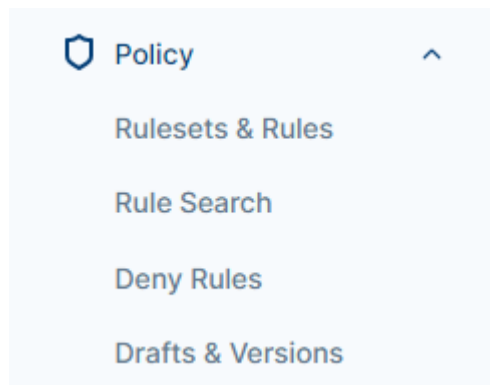 Policy
Rulesets & Rules
Rule Search
Deny Rules
Drafts & Versions